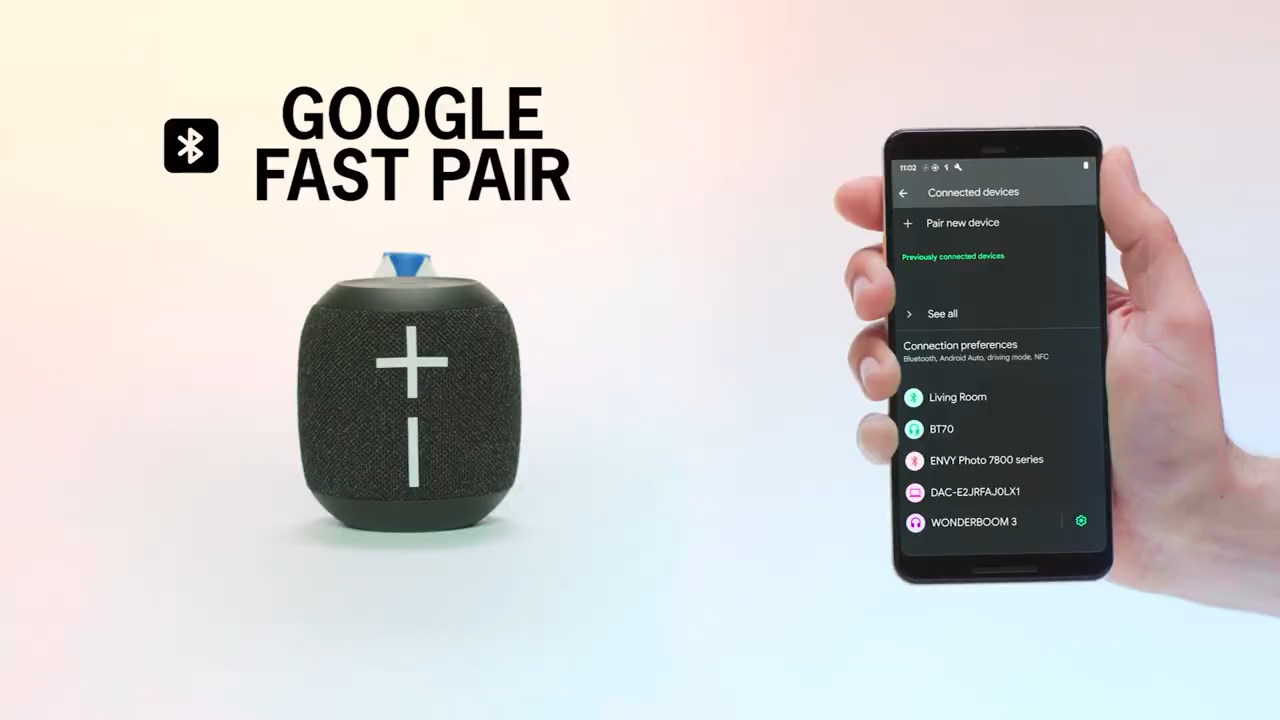 GOOGLE
FAST PAIR
11:02
Connected devices
Pair new device
Previously connected devices
See all
Connection preferences
Bluetooth, Android Auto, driving mode, NFC
Living Room
BT70
ENVY Photo 7800 series
DAC-E2JRFAJ0LX1
WONDERBOOM 3